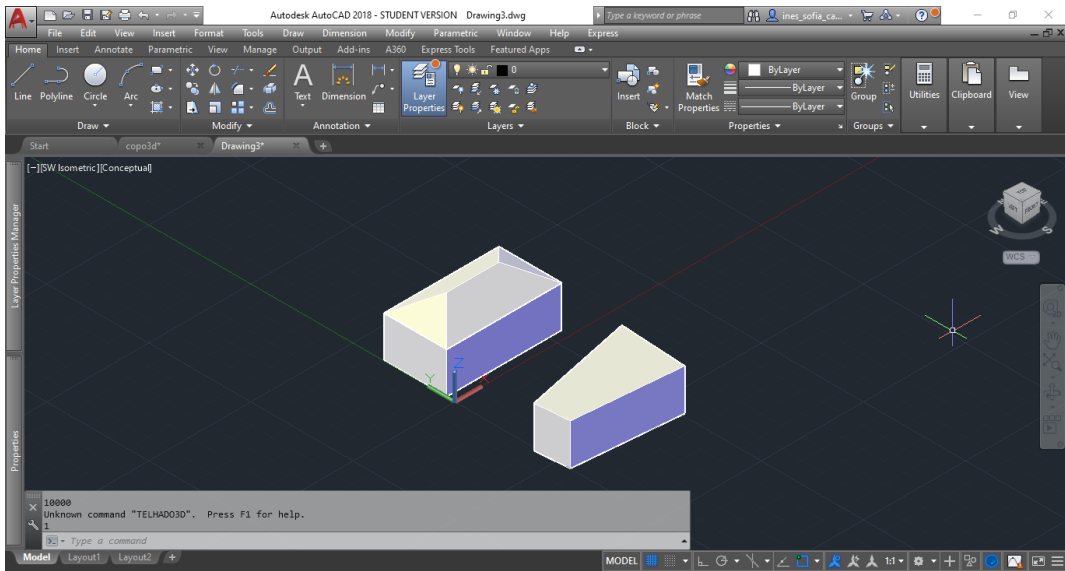 Autodesk AutoCAD 2018 - STUDENT VERSION Drawing3.dwg
Type a keyword or phrase
ines_sofia_ca...
File Edit View Insert Format Tools Draw Dimension Modify Parametric Window Help Express
Home Insert Annotate Parametric View Manage Output Add-ins A360 Express Tools Featured Apps
0
ByLayer
ByLayer
ByLayer
Line Polyline Circle Arc
Text Dimension
Layer Properties
Insert
Match Properties
Group
Utilities
Clipboard
View
Draw
Modify
Annotation
Layers
Block
Properties
Groups
Start
copo3d*
Drawing3*
[−][SW Isometric][Conceptual]
Layer Properties Manager
Properties
TOP
LEFT
FRONT
W
S
WCS
Z
Y
X
10000
Unknown command "TELHADO3D". Press F1 for help.
1
Type a command
Model Layout1 Layout2 +
MODEL
1:1